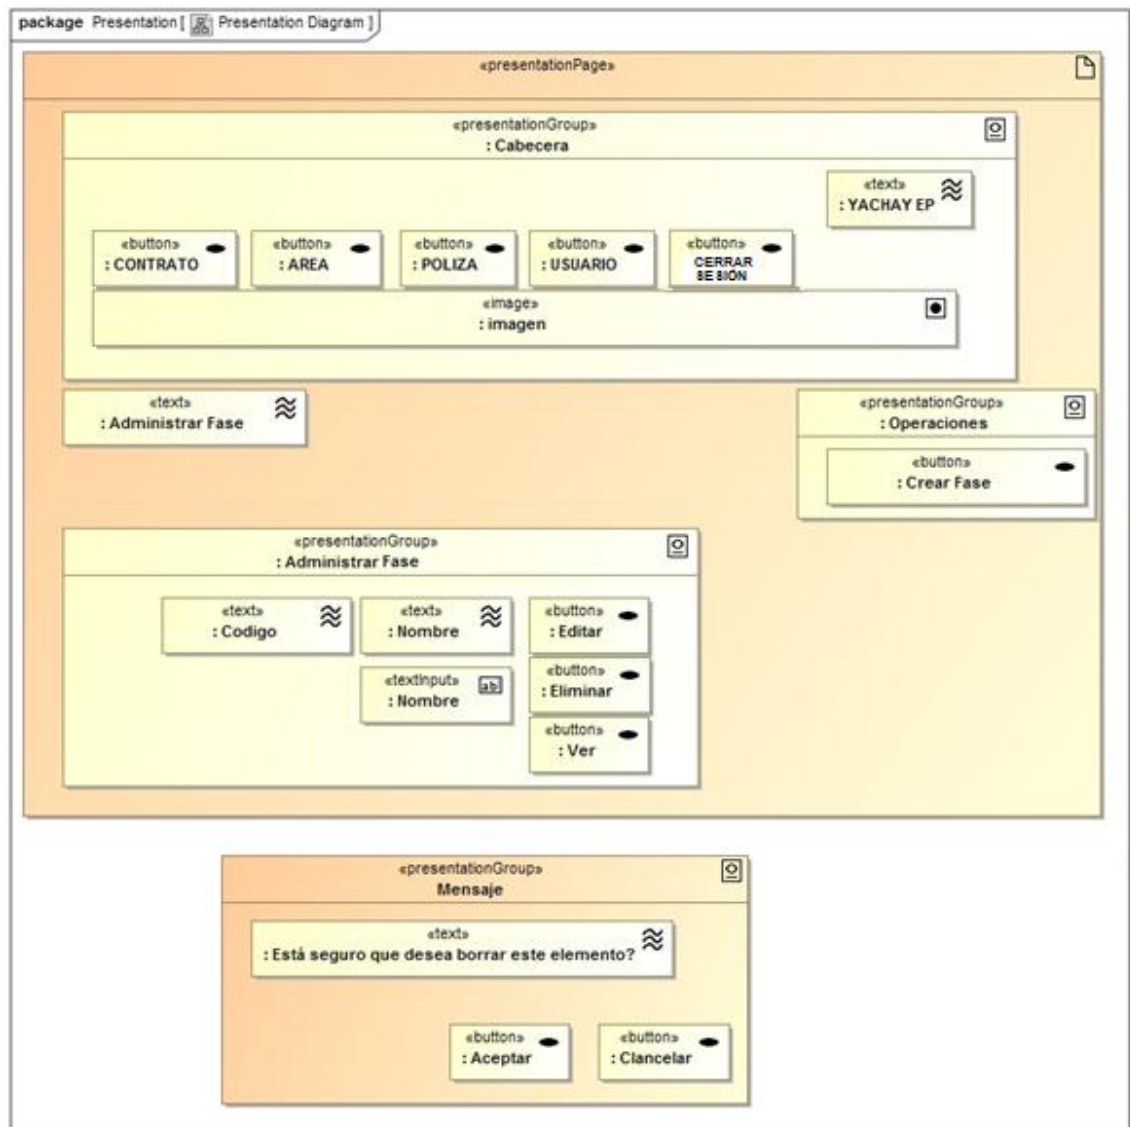 package Presentation [ Presentation Diagram ]
«presentationPage»
«presentationGroup»
: Cabecera
«text»
: YACHAY EP
«button»
: CONTRATO
«button»
: AREA
«button»
: POLIZA
«button»
: USUARIO
«button»
CERRAR
SESIÓN
«image»
: imagen
«text»
: Administrar Fase
«presentationGroup»
: Operaciones
«button»
: Crear Fase
«presentationGroup»
: Administrar Fase
«text»
: Codigo
«text»
: Nombre
«button»
: Editar
«textInput»
ab
: Nombre
«button»
: Eliminar
«button»
: Ver
«presentationGroup»
Mensaje
«text»
: Está seguro que desea borrar este elemento?
«button»
: Aceptar
«button»
: Clancelar